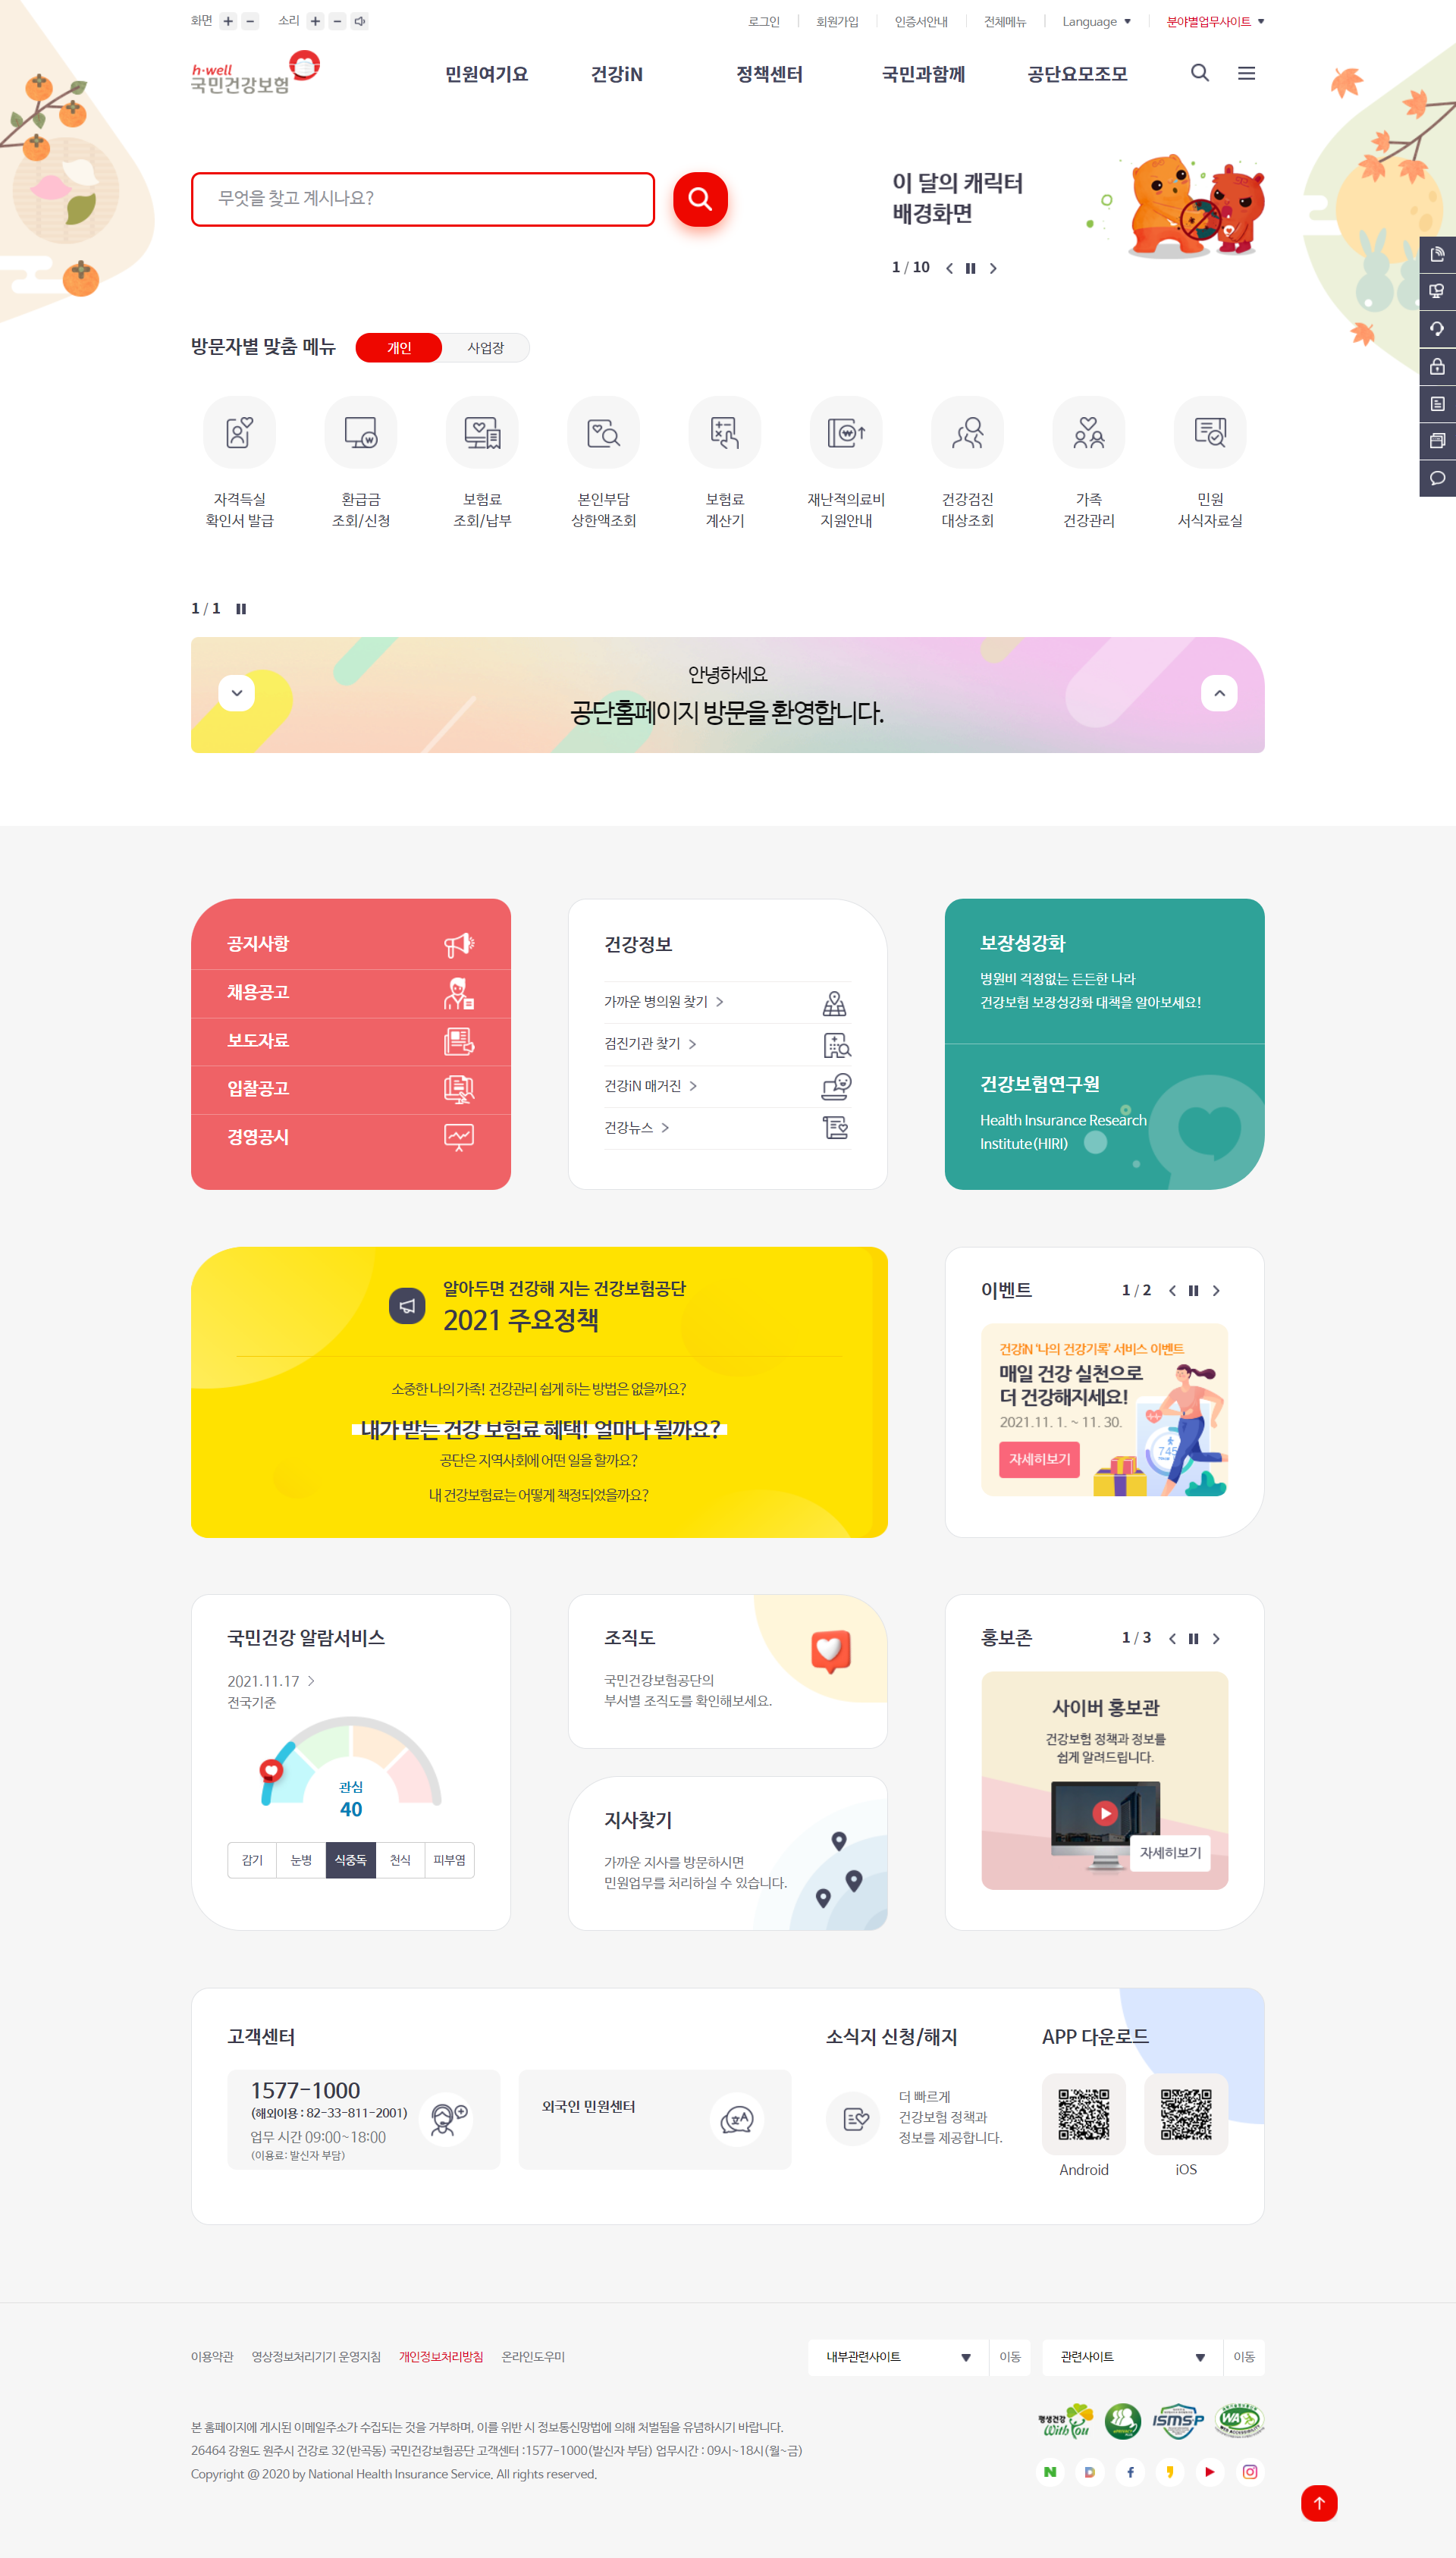 화면
소리
로그인
회원가입
인증서안내
전체메뉴
Language
분야별업무사이트
h·well
국민건강보험
민원여기요
건강iN
정책센터
국민과함께
공단요모조모
무엇을 찾고 계시나요?
이 달의 캐릭터
배경화면
1 / 10
방문자별 맞춤 메뉴
개인
사업장
자격득실
확인서 발급
환급금
조회/신청
보험료
조회/납부
본인부담
상한액조회
보험료
계산기
재난적의료비
지원안내
건강검진
대상조회
가족
건강관리
민원
서식자료실
1 / 1
안녕하세요
공단홈페이지 방문을 환영합니다.
공지사항
채용공고
보도자료
입찰공고
경영공시
건강정보
가까운 병의원 찾기
검진기관 찾기
건강iN 매거진
건강뉴스
보장성강화
병원비 걱정없는 든든한 나라
건강보험 보장성강화 대책을 알아보세요!
건강보험연구원
Health Insurance Research
Institute(HIRI)
알아두면 건강해 지는 건강보험공단
2021 주요정책
소중한 나의 가족! 건강관리 쉽게 하는 방법은 없을까요?
내가 받는 건강 보험료 혜택! 얼마나 될까요?
공단은 지역사회에 어떤 일을 할까요?
내 건강보험료는 어떻게 책정되었을까요?
이벤트
1 / 2
건강iN '나의 건강기록' 서비스 이벤트
매일 건강 실천으로
더 건강해지세요!
2021.11. 1. ~ 11. 30.
자세히보기
745
국민건강 알람서비스
2021.11.17
전국기준
관심
40
감기
눈병
식중독
천식
피부염
조직도
국민건강보험공단의
부서별 조직도를 확인해보세요.
지사찾기
가까운 지사를 방문하시면
민원업무를 처리하실 수 있습니다.
홍보존
1 / 3
사이버 홍보관
건강보험 정책과 정보를
쉽게 알려드립니다.
자세히보기
고객센터
1577-1000
(해외이용 : 82-33-811-2001)
업무 시간 09:00~18:00
(이용료: 발신자 부담)
외국인 민원센터
소식지 신청/해지
더 빠르게
건강보험 정책과
정보를 제공합니다.
APP 다운로드
Android
iOS
이용약관
영상정보처리기기 운영지침
개인정보처리방침
온라인도우미
내부관련사이트
이동
관련사이트
이동
본 홈페이지에 게시된 이메일주소가 수집되는 것을 거부하며, 이를 위반 시 정보통신망법에 의해 처벌됨을 유념하시기 바랍니다.
26464 강원도 원주시 건강로 32(반곡동) 국민건강보험공단 고객센터 :1577-1000(발신자 부담) 업무시간 : 09시~18시(월~금)
Copyright @ 2020 by National Health Insurance Service. All rights reserved.
평생건강
With You
ISMS-P
WA